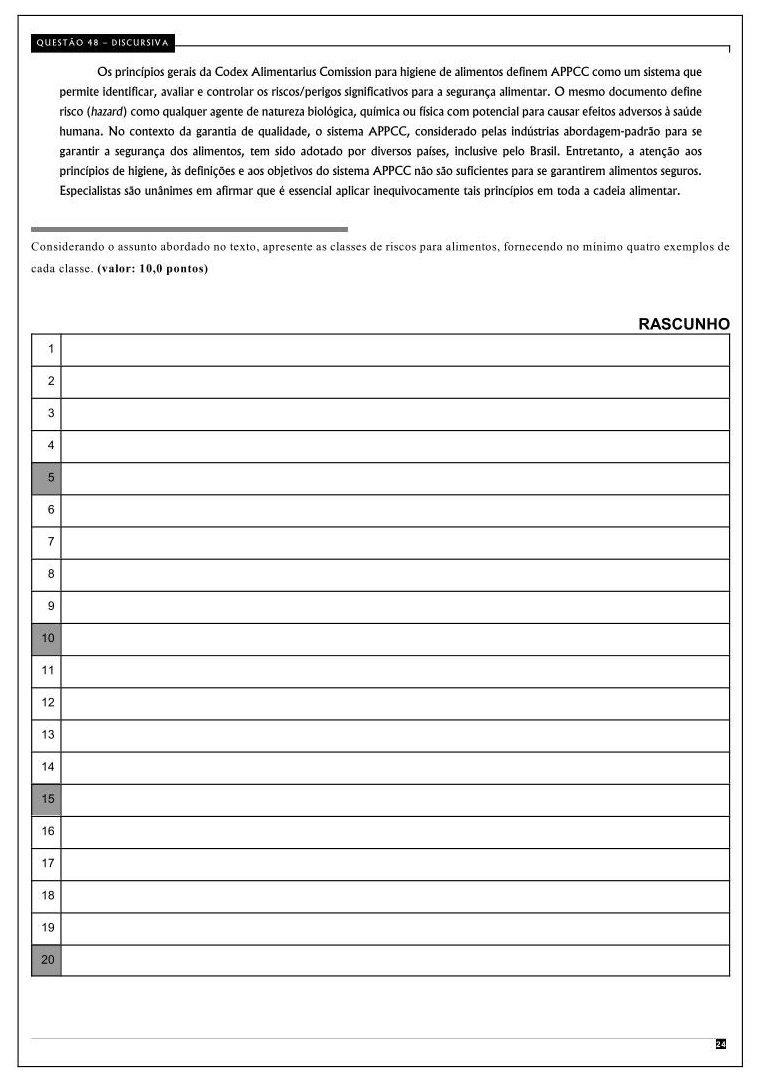 QUESTÃO 48 – DISCURSIVA
Os princípios gerais da Codex Alimentarius Comission para higiene de alimentos definem APPCC como um sistema que
permite identificar, avaliar e controlar os riscos/perigos significativos para a segurança alimentar. O mesmo documento define
risco (hazard) como qualquer agente de natureza biológica, química ou física com potencial para causar efeitos adversos à saúde
humana. No contexto da garantia de qualidade, o sistema APPCC, considerado pelas indústrias abordagem-padrão para se
garantir a segurança dos alimentos, tem sido adotado por diversos países, inclusive pelo Brasil. Entretanto, a atenção aos
princípios de higiene, às definições e aos objetivos do sistema APPCC não são suficientes para se garantirem alimentos seguros.
Especialistas são unânimes em afirmar que é essencial aplicar inequivocamente tais princípios em toda a cadeia alimentar.
Considerando o assunto abordado no texto, apresente as classes de riscos para alimentos, fornecendo no mínimo quatro exemplos de
cada classe. (valor: 10,0 pontos)
RASCUNHO
1
2
3
4
5
6
7
8
9
10
11
12
13
14
15
16
17
18
19
20
24